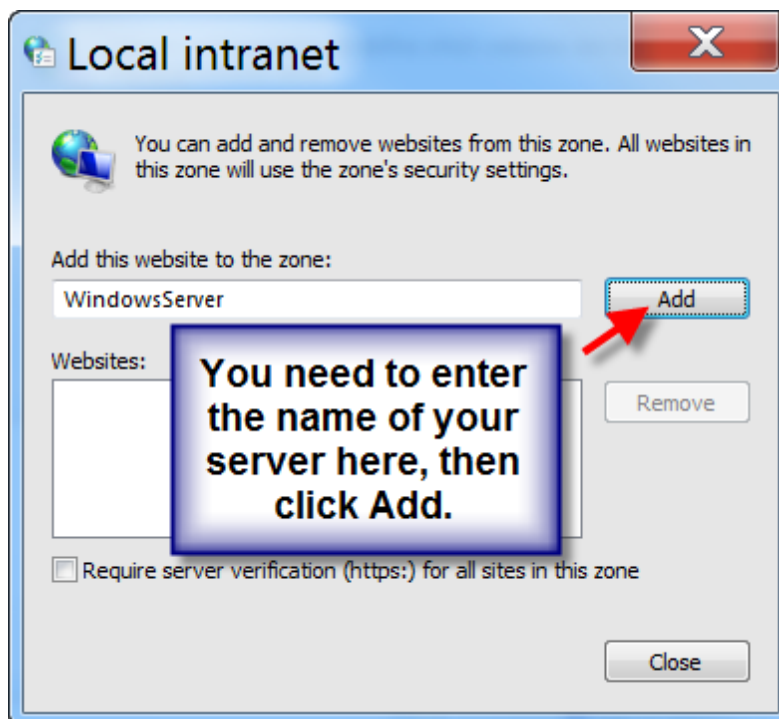 Local intranet
You can add and remove websites from this zone. All websites in
this zone will use the zone's security settings.
Add this website to the zone:
WindowsServer
Add
Websites:
You need to enter
the name of your
server here, then
click Add.
Remove
Require server verification (https:) for all sites in this zone
Close